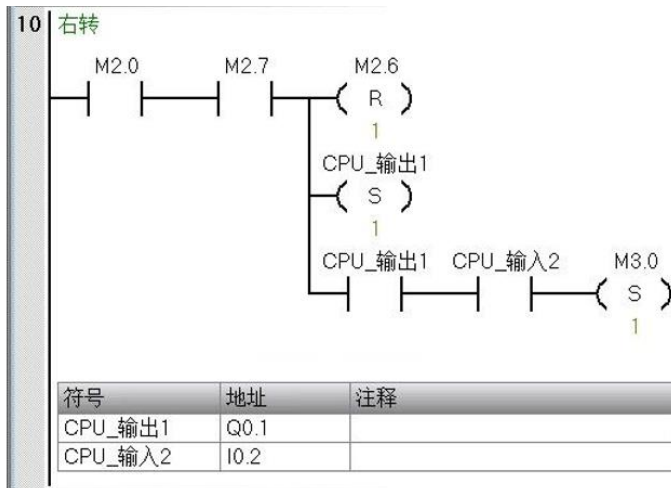 10 右转
M2.0 M2.7 M2.6
R
1
CPU_输出1
S
1
CPU_输出1 CPU_输入2 M3.0
S
1
符号 地址 注释
CPU_输出1 Q0.1
CPU_输入2 I0.2